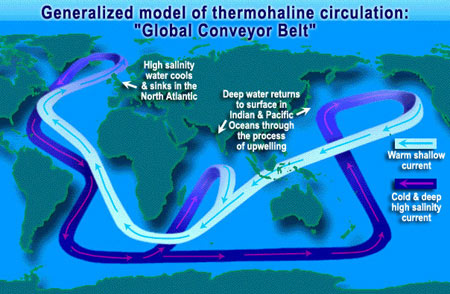 Generalized model of thermohaline circulation:
"Global Conveyor Belt"
High salinity
water cools
& sinks in the
North Atlantic
Deep water returns
to surface in
Indian & Pacific
Oceans through
the process
of upwelling
Warm shallow
current
Cold & deep
high salinity
current